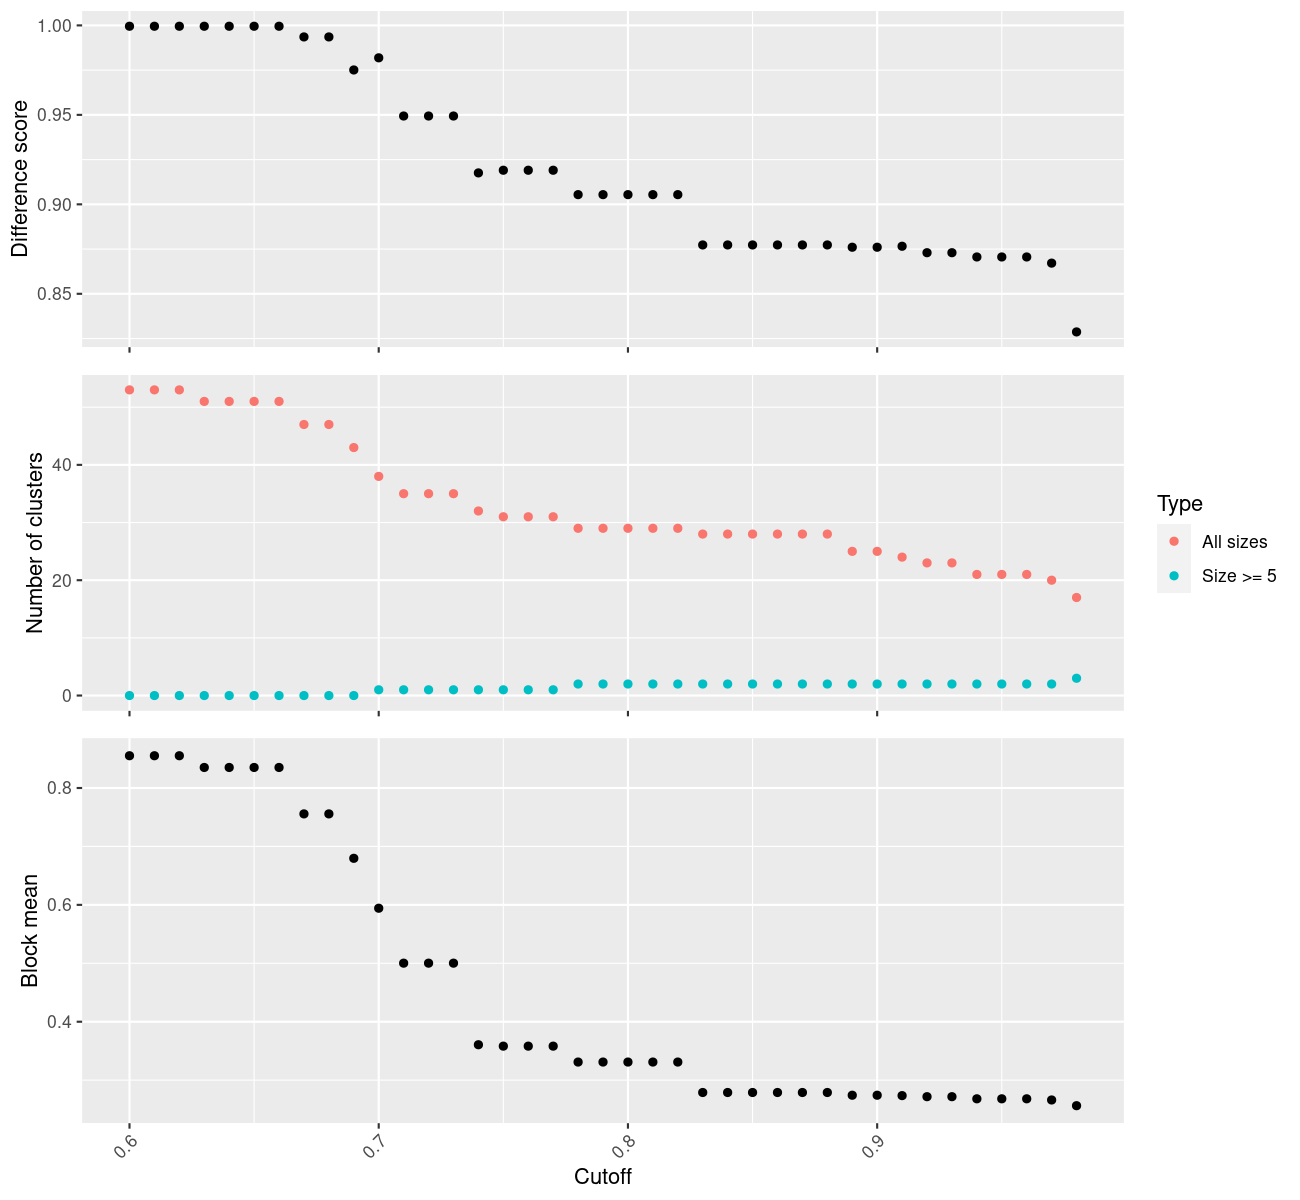 Difference score
1.00
0.95
0.90
0.85
Number of clusters
40
20
0
Type
All sizes
Size >= 5
Block mean
0.8
0.6
0.4
0.6
0.7
0.8
0.9
Cutoff